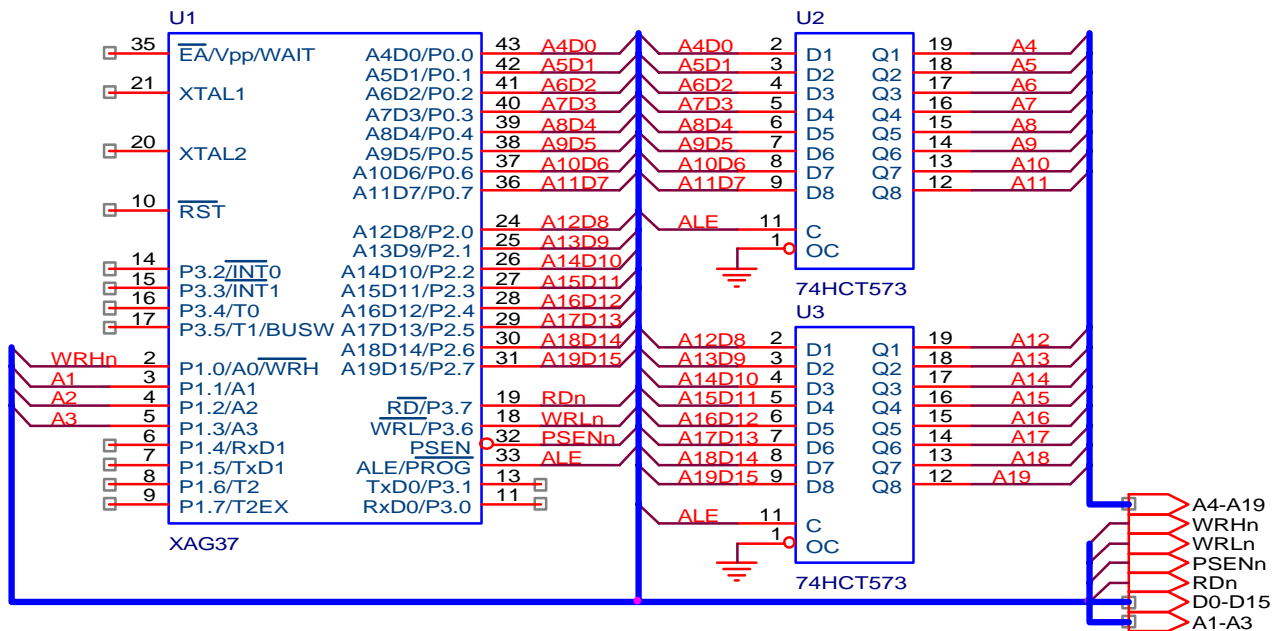 U1
35 EA/Vpp/WAIT A4D0/P0.0 43 A4D0
A5D1/P0.1 42 A5D1
21 XTAL1 A6D2/P0.2 41 A6D2
A7D3/P0.3 40 A7D3
A8D4/P0.4 39 A8D4
20 XTAL2 A9D5/P0.5 38 A9D5
A10D6/P0.6 37 A10D6
A11D7/P0.7 36 A11D7
10 RST
A12D8/P2.0 24 A12D8
A13D9/P2.1 25 A13D9
14 P3.2/INT0 A14D10/P2.2 26 A14D10
15 P3.3/INT1 A15D11/P2.3 27 A15D11
16 P3.4/T0 A16D12/P2.4 28 A16D12
17 P3.5/T1/BUSW A17D13/P2.5 29 A17D13
A18D14/P2.6 30 A18D14
WRHn 2 P1.0/A0/WRH A19D15/P2.7 31 A19D15
A1 3 P1.1/A1
A2 4 P1.2/A2 RD/P3.7 19 RDn
A3 5 P1.3/A3 WRL/P3.6 18 WRLn
6 P1.4/RxD1 PSEN 32 PSENn
7 P1.5/TxD1 ALE/PROG 33 ALE
8 P1.6/T2 TxD0/P3.1 13
9 P1.7/T2EX RxD0/P3.0 11
XAG37
U2
A4D0 2 D1 Q1 19 A4
A5D1 3 D2 Q2 18 A5
A6D2 4 D3 Q3 17 A6
A7D3 5 D4 Q4 16 A7
A8D4 6 D5 Q5 15 A8
A9D5 7 D6 Q6 14 A9
A10D6 8 D7 Q7 13 A10
A11D7 9 D8 Q8 12 A11
ALE 11 C
1 OC
74HCT573
U3
A12D8 2 D1 Q1 19 A12
A13D9 3 D2 Q2 18 A13
A14D10 4 D3 Q3 17 A14
A15D11 5 D4 Q4 16 A15
A16D12 6 D5 Q5 15 A16
A17D13 7 D6 Q6 14 A17
A18D14 8 D7 Q7 13 A18
A19D15 9 D8 Q8 12 A19
ALE 11 C
1 OC
74HCT573
A4-A19
WRHn
WRLn
PSENn
RDn
D0-D15
A1-A3